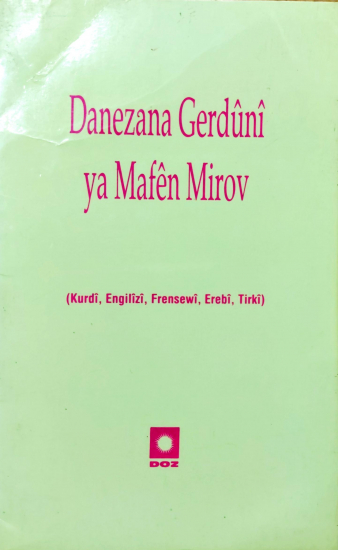 Danezana Gerdûnî
ya Mafên Mirov
(Kurdî, Engilîzî, Frensewî, Erebî, Tirkî)
DOZ